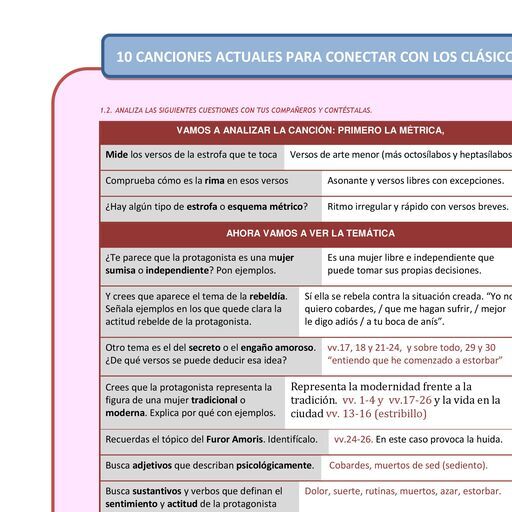 10 CANCIONES ACTUALES PARA CONECTAR CON LOS CLÁSICO
1.2. ANALIZA LAS SIGUIENTES CUESTIONES CON TUS COMPAÑEROS Y CONTÉSTALAS.
VAMOS A ANALIZAR LA CANCIÓN: PRIMERO LA MÉTRICA,
Mide los versos de la estrofa que te toca
Versos de arte menor (más octosílabos y heptasílabos
Comprueba cómo es la rima en esos versos
Asonante y versos libres con excepciones.
¿Hay algún tipo de estrofa o esquema métrico?
Ritmo irregular y rápido con versos breves.
AHORA VAMOS A VER LA TEMÁTICA
¿Te parece que la protagonista es una mujer
sumisa o independiente? Pon ejemplos.
Es una mujer libre e independiente que
puede tomar sus propias decisiones.
Y crees que aparece el tema de la rebeldía.
Señala ejemplos en los que quede clara la
actitud rebelde de la protagonista.
Sí ella se rebela contra la situación creada. “Yo no
quiero cobardes, / que me hagan sufrir, / mejor
le digo adiós / a tu boca de anís”.
Otro tema es el del secreto o el engaño amoroso.
¿De qué versos se puede deducir esa idea?
vv.17, 18 y 21-24, y sobre todo, 29 y 30
“entiendo que he comenzado a estorbar”
Crees que la protagonista representa la
figura de una mujer tradicional o
moderna. Explica por qué con ejemplos.
Representa la modernidad frente a la
tradición. vv. 1-4 y vv.17-26 y la vida en la
ciudad vv. 13-16 (estribillo)
Recuerdas el tópico del Furor Amoris. Identifícalo.
vv.24-26. En este caso provoca la huida.
Busca adjetivos que describan psicológicamente.
Cobardes, muertos de sed (sediento).
Busca sustantivos y verbos que definan el
sentimiento y actitud de la protagonista
Dolor, suerte, rutinas, muertos, azar, estorbar.